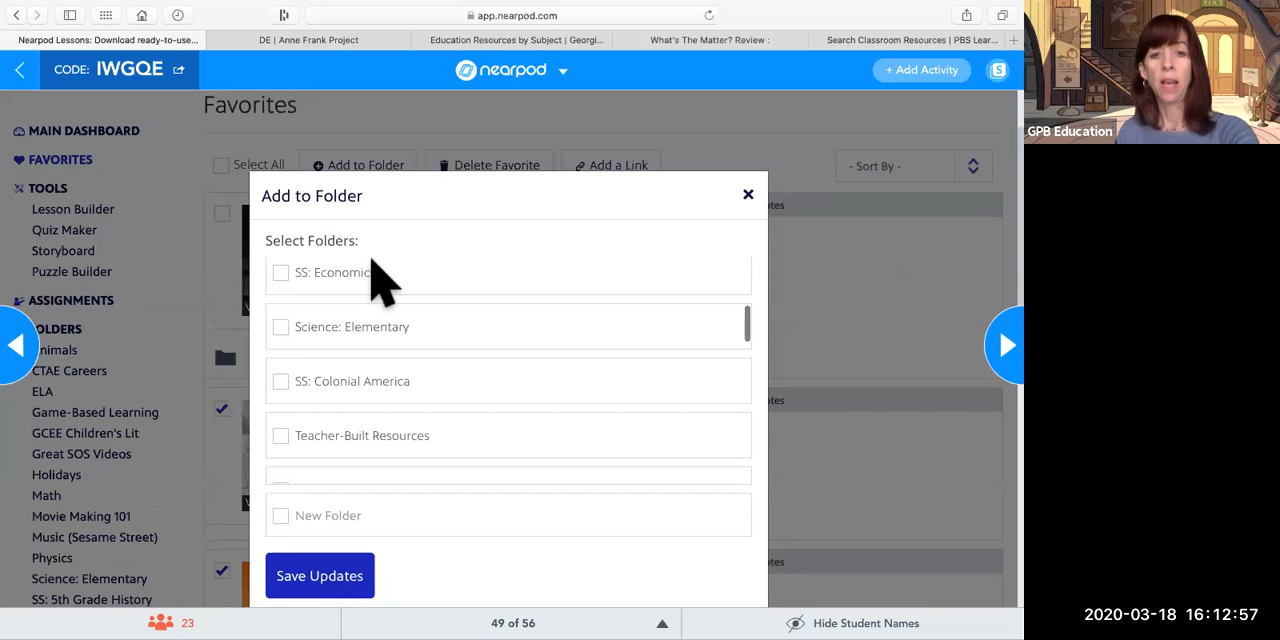 app.nearpod.com
Nearpod Lessons: Download ready-to-use...
DE | Anne Frank Project
Education Resources by Subject | Georgi...
What's The Matter? Review :
Search Classroom Resources | PBS Lear...
CODE: IWGQE
nearpod
+ Add Activity
S
GPB Education
Favorites
MAIN DASHBOARD
FAVORITES
TOOLS
Lesson Builder
Quiz Maker
Storyboard
Puzzle Builder
ASSIGNMENTS
OLDERS
nimals
CTAE Careers
ELA
Game-Based Learning
GCEE Children's Lit
Great SOS Videos
Holidays
Math
Movie Making 101
Music (Sesame Street)
Physics
Science: Elementary
SS: 5th Grade History
Select All
Add to Folder
Delete Favorite
Add a Link
- Sort By -
otes
otes
otes
Add to Folder
Select Folders:
SS: Economic
Science: Elementary
SS: Colonial America
Teacher-Built Resources
New Folder
Save Updates
23
49 of 56
Hide Student Names
2020-03-18 16:12:57